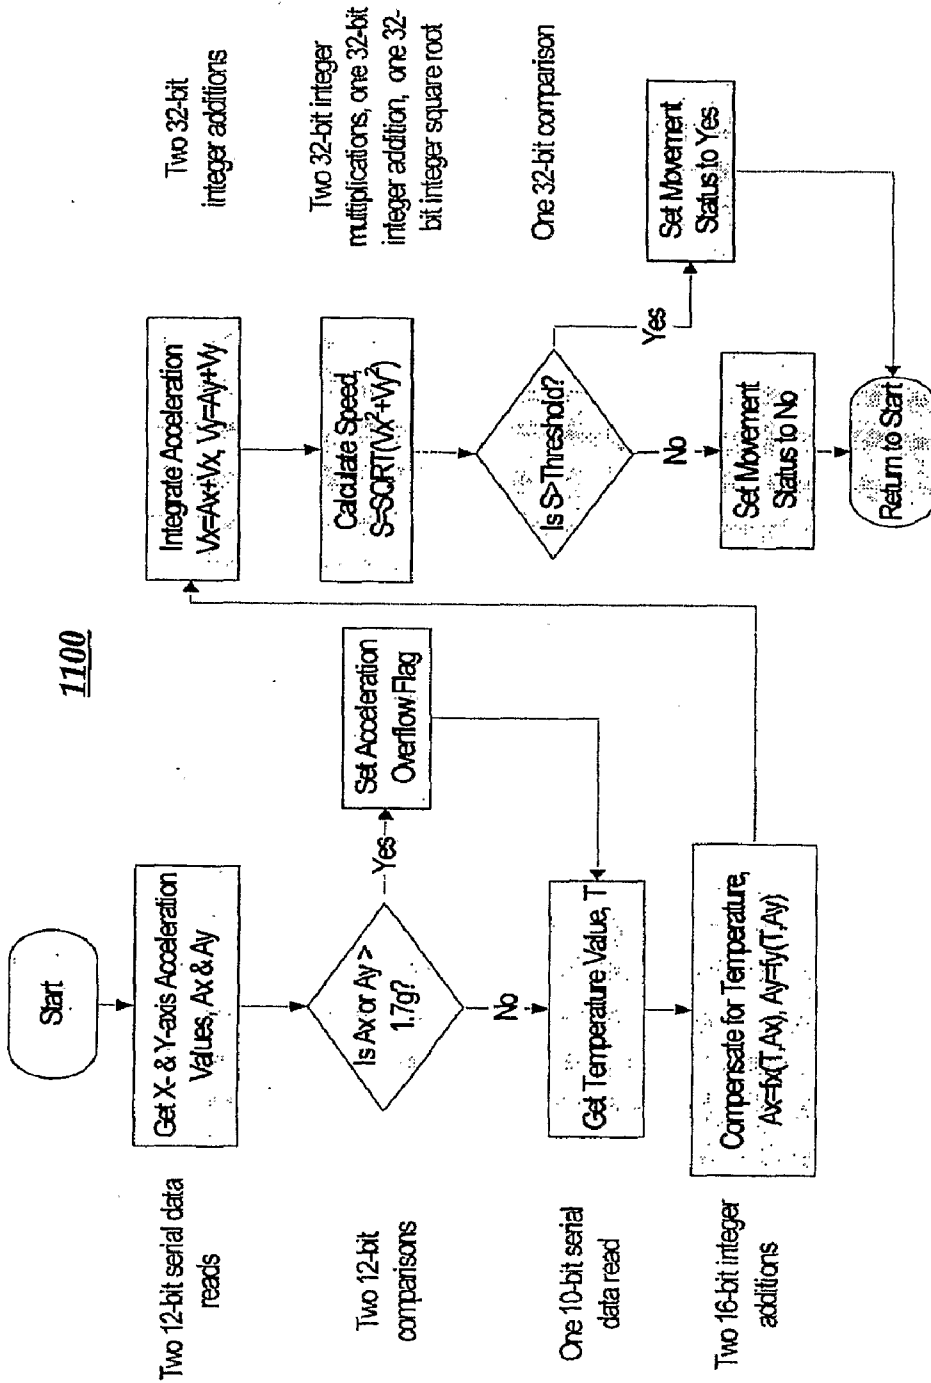 1100
Start
Two 12-bit serial data
reads
Get X- & Y-axis Acceleration
Values, Ax & Ay
Two 12-bit
comparisons
Is Ax or Ay >
1.7g?
Yes
Set Acceleration
Overflow Flag
No
One 10-bit serial
data read
Get Temperature Value, T
Two 16-bit integer
additions
Compensate for Temperature,
Ax=fx(T,Ax), Ay=fy(T,Ay)
Integrate Acceleration
Vx=Ax+Vx, Vy=Ay+Vy
Two 32-bit
integer additions
Calculate Speed,
S=SQRT(Vx²+Vy²)
Two 32-bit integer
multiplications, one 32-bit
integer addition, one 32-
bit integer square root
Is S>Threshold?
One 32-bit comparison
Yes
Set Movement
Status to Yes
No
Set Movement
Status to No
Return to Start